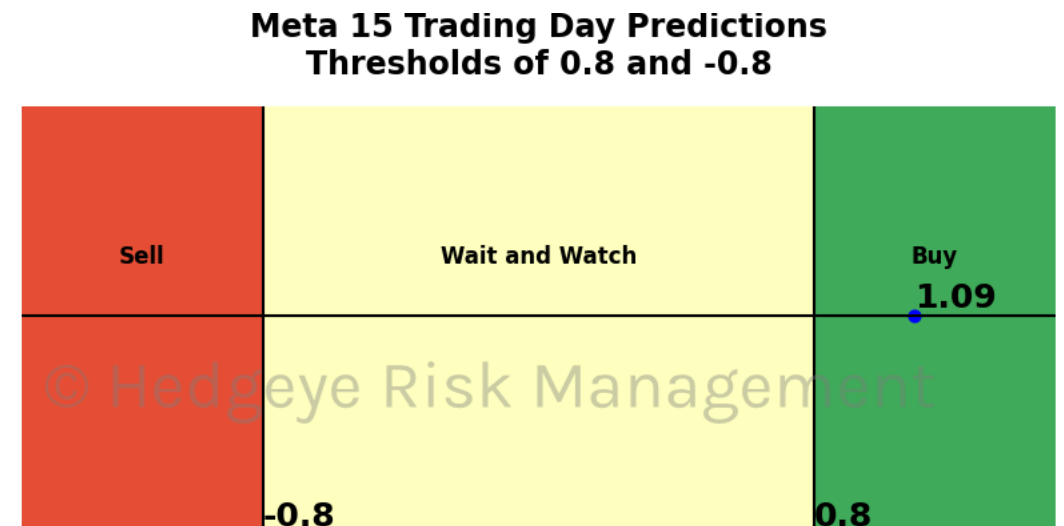 Meta 15 Trading Day Predictions
Thresholds of 0.8 and -0.8
Sell
Wait and Watch
Buy
1.09
© Hedgeye Risk Management
-0.8
0.8